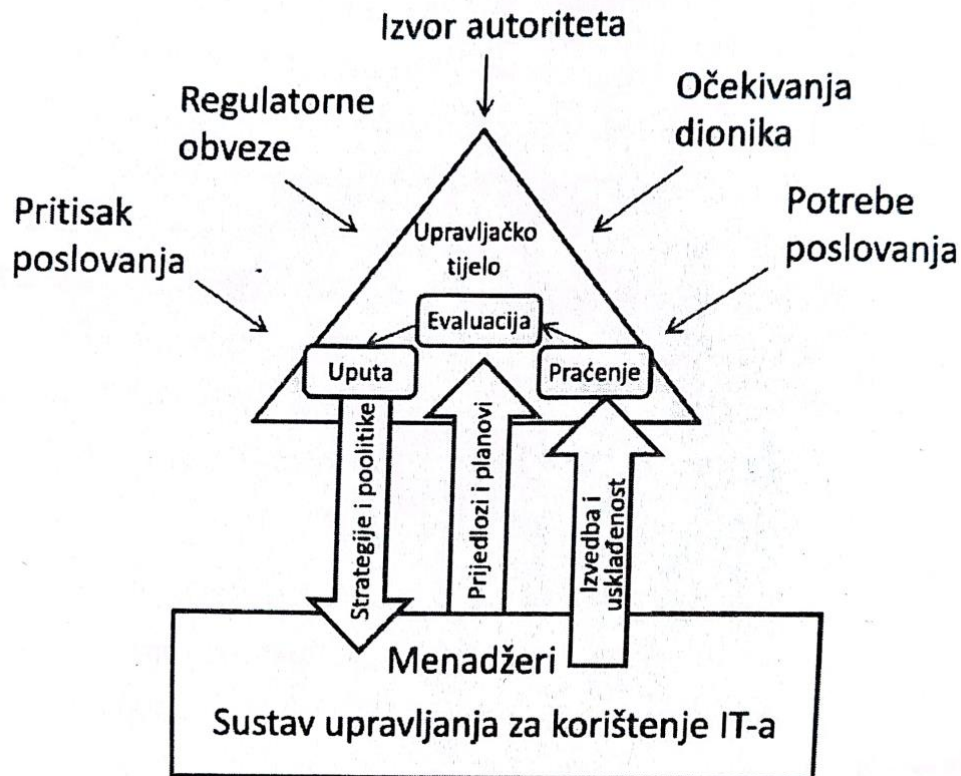 Izvor autoriteta
Regulatorne
obveze
Očekivanja
dionika
Pritisak
poslovanja
Potrebe
poslovanja
Upravljačko
tijelo
Evaluacija
Uputa
Praćenje
Strategije i poolitike
Prijedlozi i planovi
Izvedba i
usklađenost
Menadžeri
Sustav upravljanja za korištenje IT-a